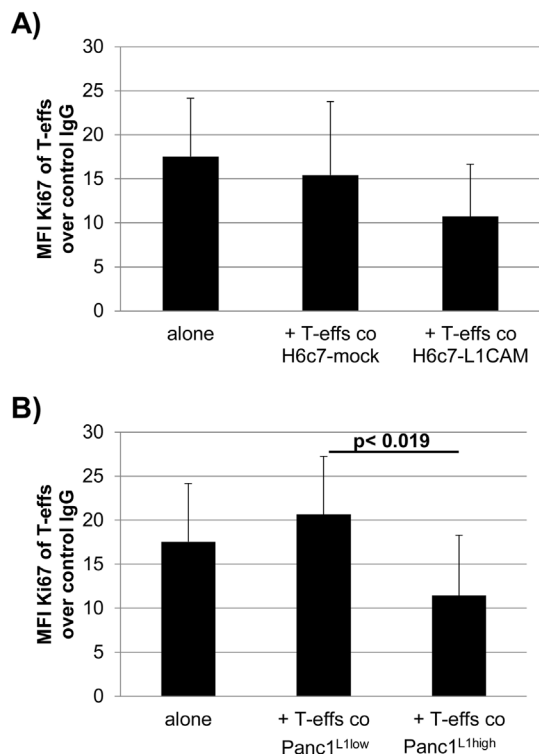 A)
MFI Ki67 of T-effs
over control IgG
30
25
20
15
10
5
0
alone
+ T-effs co
H6c7-mock
+ T-effs co
H6c7-L1CAM
B)
MFI Ki67 of T-effs
over control IgG
30
25
20
15
10
5
0
p< 0.019
alone
+ T-effs co
Panc1L1low
+ T-effs co
Panc1L1high